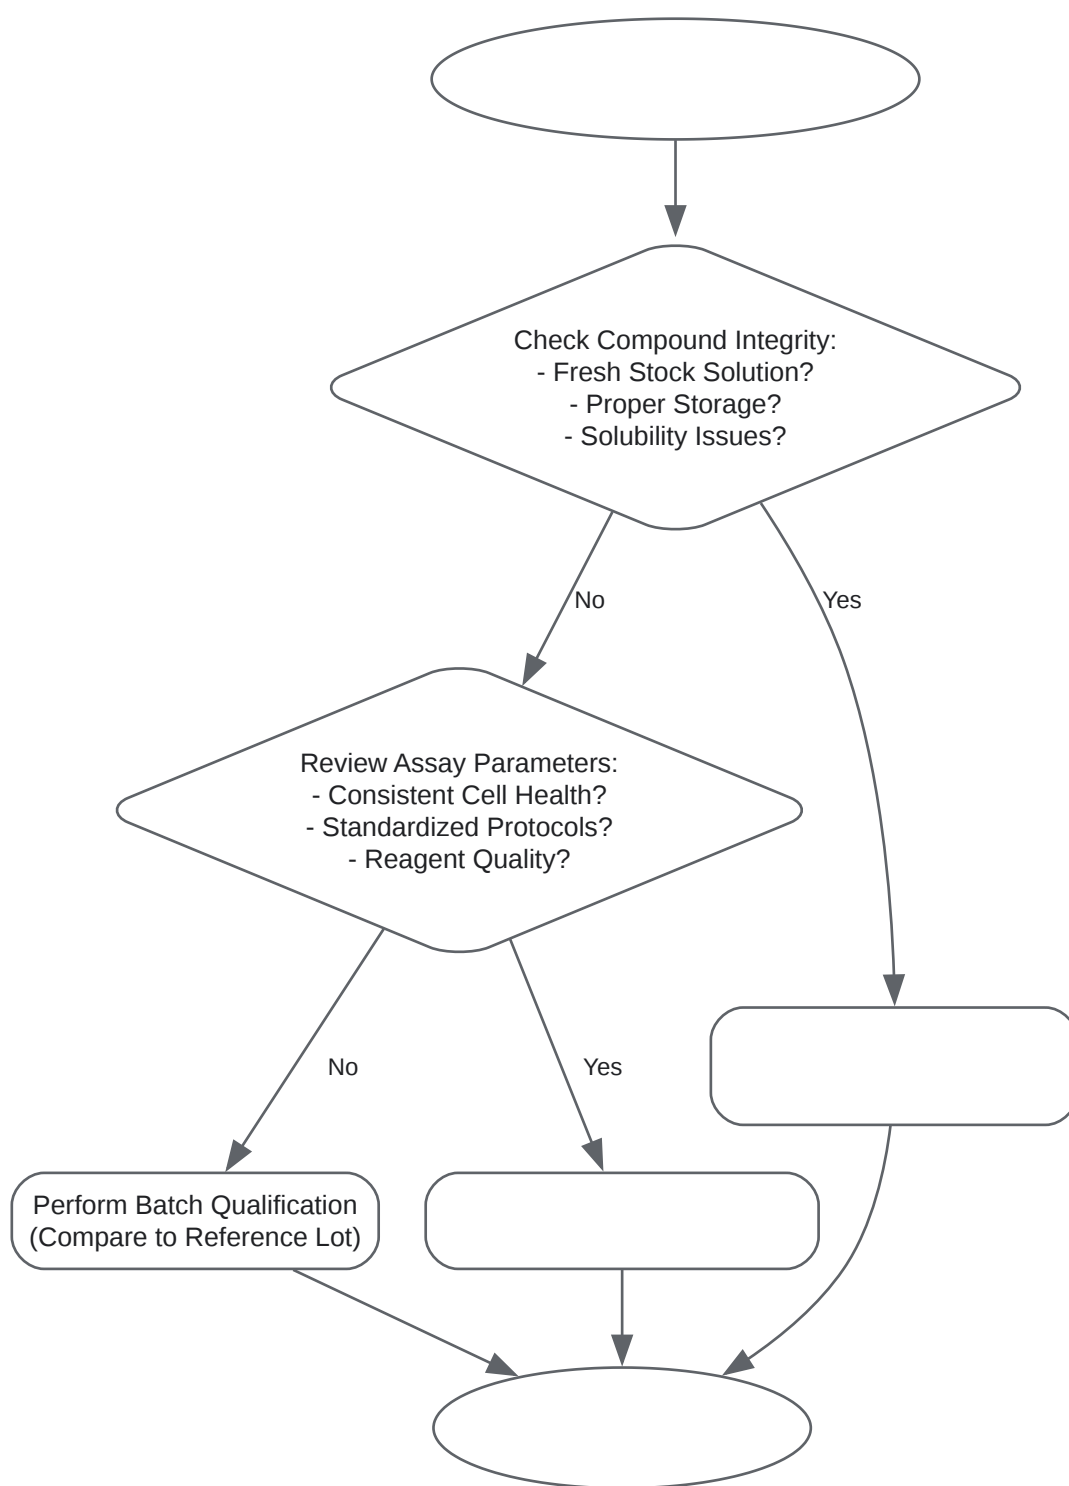 Check Compound Integrity:
- Fresh Stock Solution?
- Proper Storage?
- Solubility Issues?
No
Yes
Review Assay Parameters:
- Consistent Cell Health?
- Standardized Protocols?
- Reagent Quality?
No
Yes
Perform Batch Qualification
(Compare to Reference Lot)